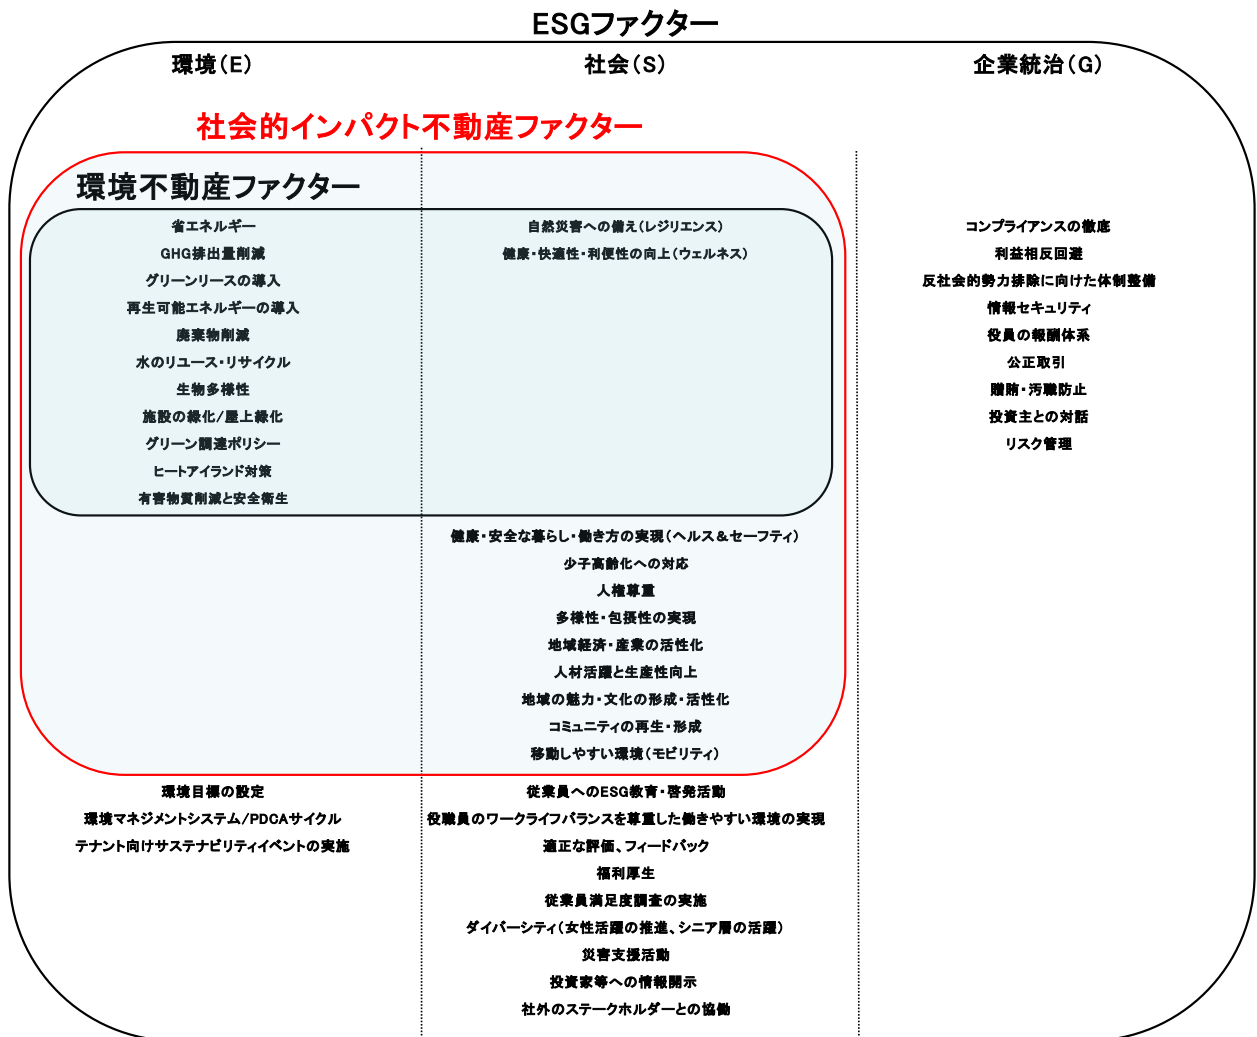 ESGファクター
環境(E)
社会(S)
企業統治(G)
社会的インパクト不動産ファクター
環境不動産ファクター
省エネルギー
GHG排出量削減
グリーンリースの導入
再生可能エネルギーの導入
廃棄物削減
水のリユース・リサイクル
生物多様性
施設の緑化/屋上緑化
グリーン調達ポリシー
ヒートアイランド対策
有害物質削減と安全衛生
自然災害への備え(レジリエンス)
健康・快適性・利便性の向上(ウェルネス)
コンプライアンスの徹底
利益相反回避
反社会的勢力排除に向けた体制整備
情報セキュリティ
役員の報酬体系
公正取引
贈賄・汚職防止
投資主との対話
リスク管理
健康・安全な暮らし・働き方の実現(ヘルス&セーフティ)
少子高齢化への対応
人権尊重
多様性・包摂性の実現
地域経済・産業の活性化
人材活躍と生産性向上
地域の魅力・文化の形成・活性化
コミュニティの再生・形成
移動しやすい環境(モビリティ)
環境目標の設定
環境マネジメントシステム/PDCAサイクル
テナント向けサステナビリティイベントの実施
従業員へのESG教育・啓発活動
役職員のワークライフバランスを尊重した働きやすい環境の実現
適正な評価、フィードバック
福利厚生
従業員満足度調査の実施
ダイバーシティ(女性活躍の推進、シニア層の活躍)
災害支援活動
投資家等への情報開示
社外のステークホルダーとの協働